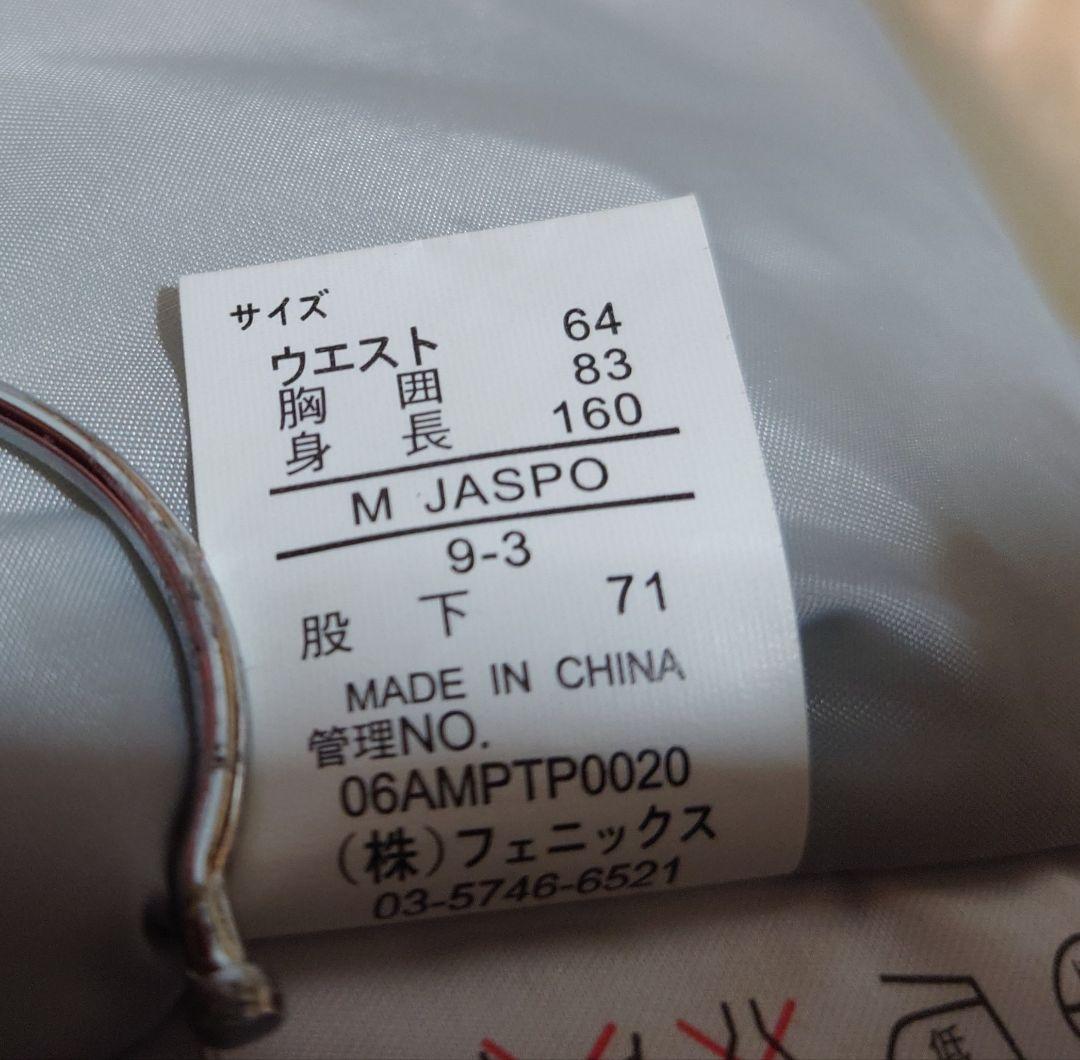 サイズ
ウエスト 64
胸囲 83
身長 160
M JASPO
9-3
股下 71
MADE IN CHINA
管理NO.
06AMPTP0020
(株)フェニックス
03-5746-6521
低